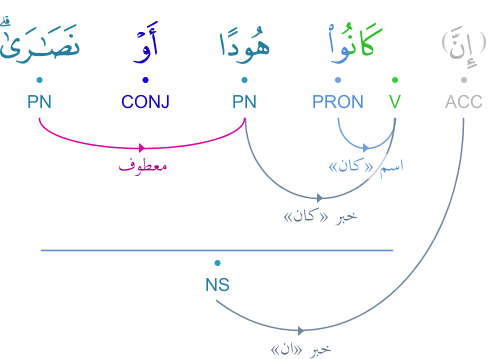 (إِنَّ) كَانُوا۟ هُودًا أَوْ نَصَـٰرَىٰ ۗ
ACC V PRON PN CONJ PN
اسم «كان»
معطوف
خبر «كان»
NS
خبر «ان»